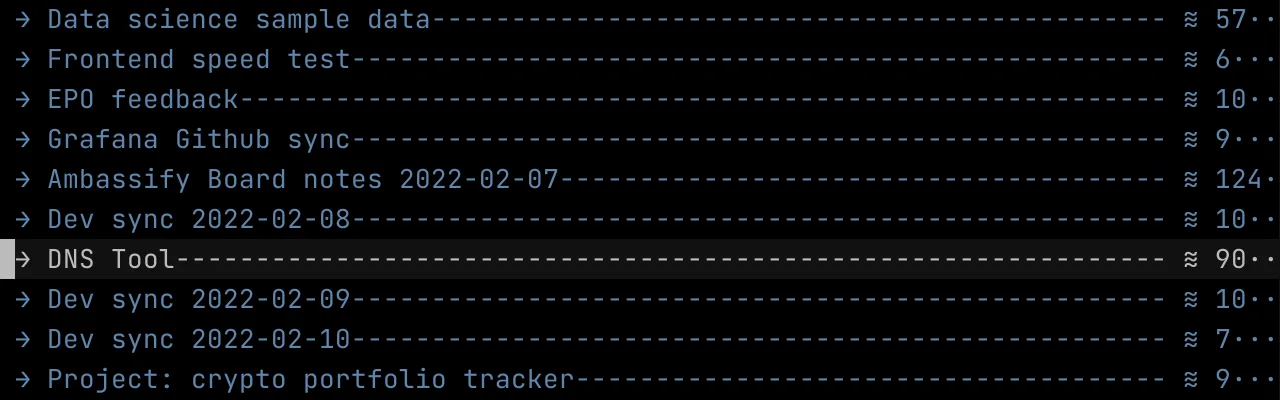 → Data science sample data---------------------------------------------- ≋ 57··
→ Frontend speed test--------------------------------------------------- ≋ 6···
→ EPO feedback---------------------------------------------------------- ≋ 10··
→ Grafana Github sync--------------------------------------------------- ≋ 9···
→ Ambassify Board notes 2022-02-07-------------------------------------- ≋ 124·
→ Dev sync 2022-02-08--------------------------------------------------- ≋ 10··
→ DNS Tool-------------------------------------------------------------- ≋ 90··
→ Dev sync 2022-02-09--------------------------------------------------- ≋ 10··
→ Dev sync 2022-02-10--------------------------------------------------- ≋ 7···
→ Project: crypto portfolio tracker------------------------------------- ≋ 9···